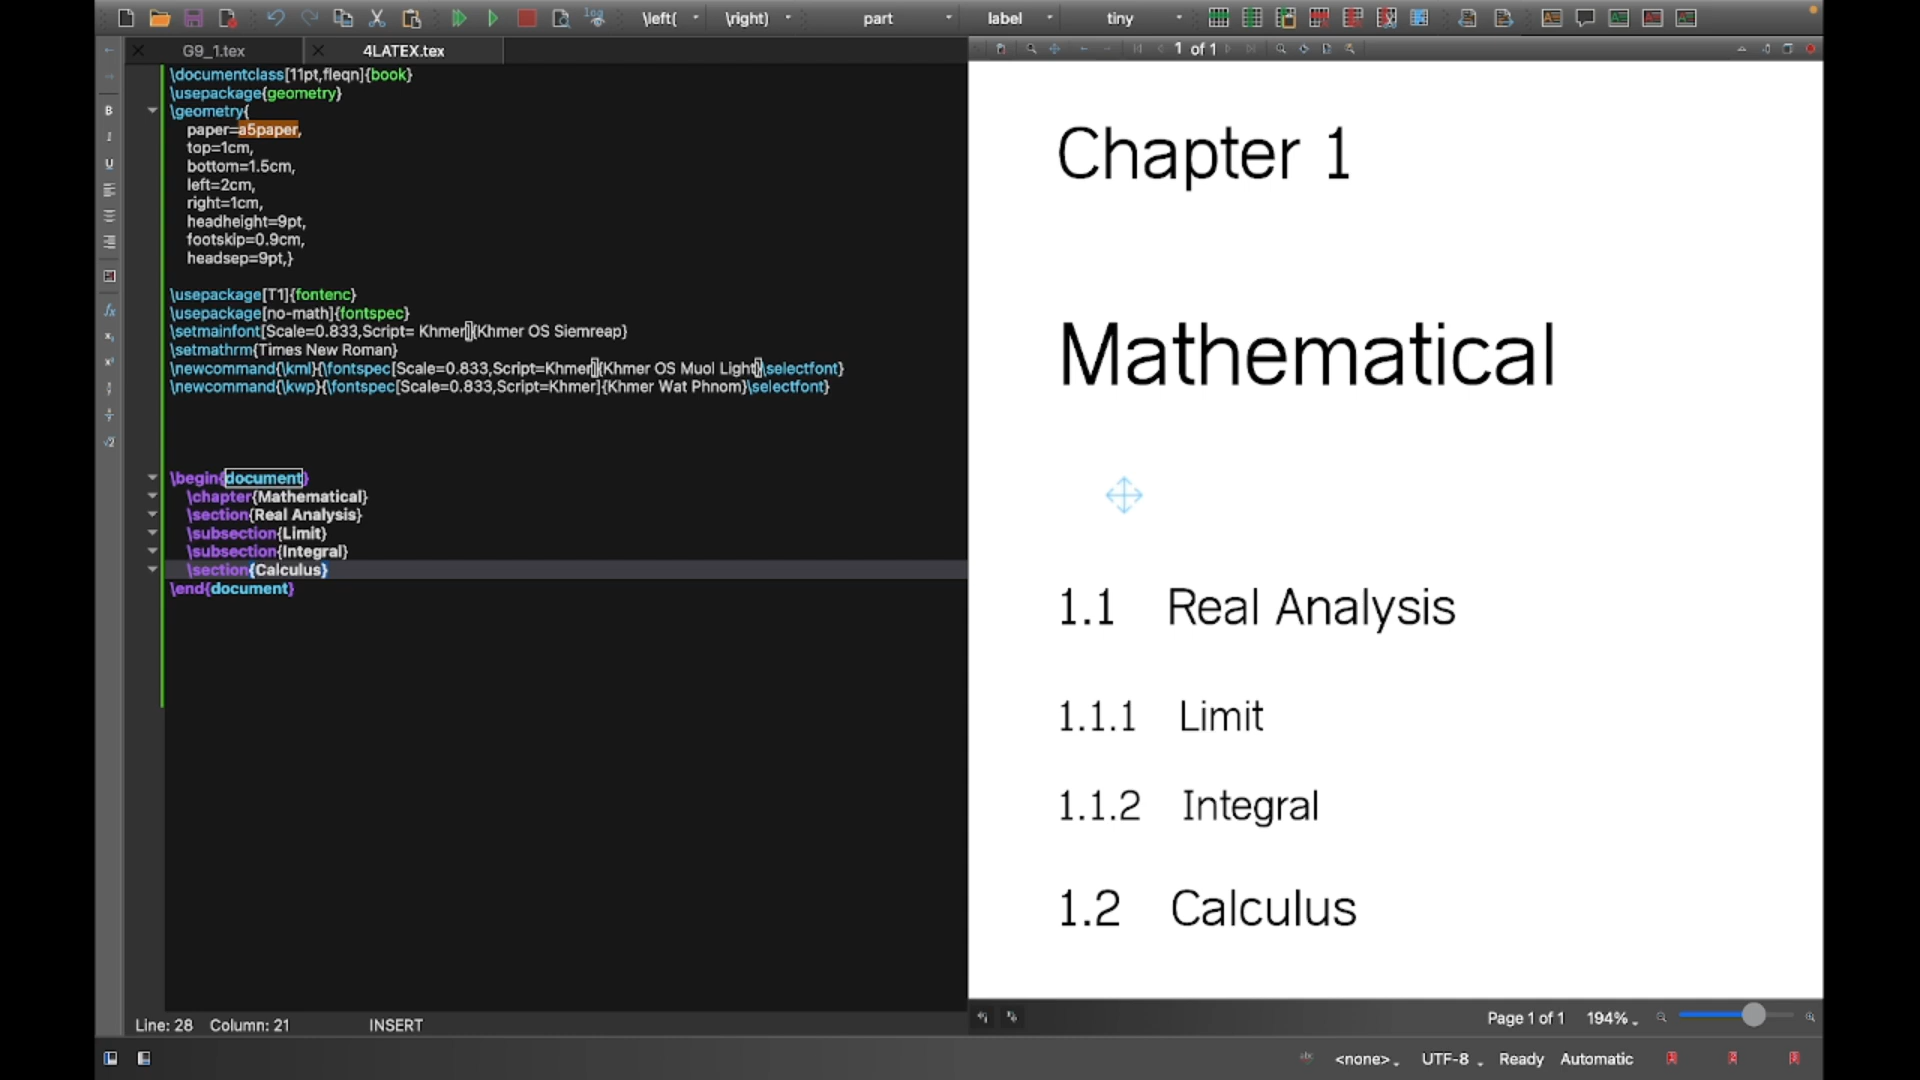 \left( \right) part label tiny
G9_1.tex 4LATEX.tex
1 of 1
\documentclass[11pt,fleqn]{book}
\usepackage{geometry}
\geometry{
paper=a5paper,
top=1cm,
bottom=1.5cm,
left=2cm,
right=1cm,
headheight=9pt,
footskip=0.9cm,
headsep=9pt,}
\usepackage[T1]{fontenc}
\usepackage[no-math]{fontspec}
\setmainfont[Scale=0.833,Script= Khmer]{Khmer OS Siemreap}
\setmathrm{Times New Roman}
\newcommand{\kml}{\fontspec[Scale=0.833,Script=Khmer]{Khmer OS Muol Light}\selectfont}
\newcommand{\kwp}{\fontspec[Scale=0.833,Script=Khmer]{Khmer Wat Phnom}\selectfont}
\begin{document}
\chapter{Mathematical}
\section{Real Analysis}
\subsection{Limit}
\subsection{Integral}
\section{Calculus}
\end{document}
Chapter 1
Mathematical
1.1 Real Analysis
1.1.1 Limit
1.1.2 Integral
1.2 Calculus
Line: 28 Column: 21 INSERT
Page 1 of 1 194%
<none> UTF-8 Ready Automatic